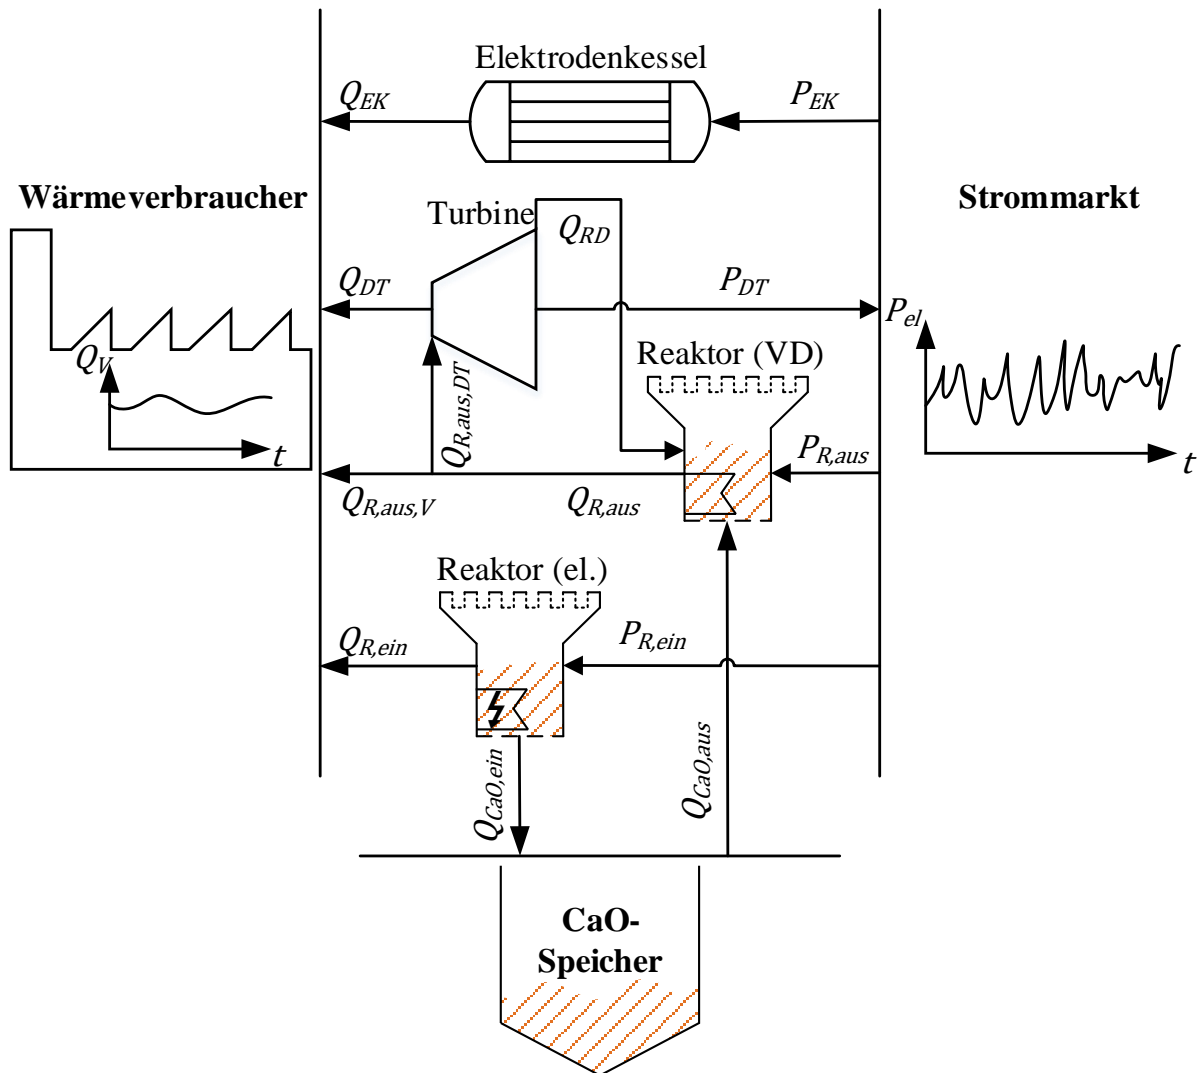 Elektrodenkessel
Q_EK
P_EK
Wärmeverbraucher
Strommarkt
Turbine
Q_RD
Q_DT
P_DT
P_el
Q_V
t
Reaktor (VD)
Q_R,aus,DT
P_R,aus
t
Q_R,aus,V
Q_R,aus
Reaktor (el.)
Q_R,ein
P_R,ein
Q_CaO,ein
Q_CaO,aus
CaO-
Speicher